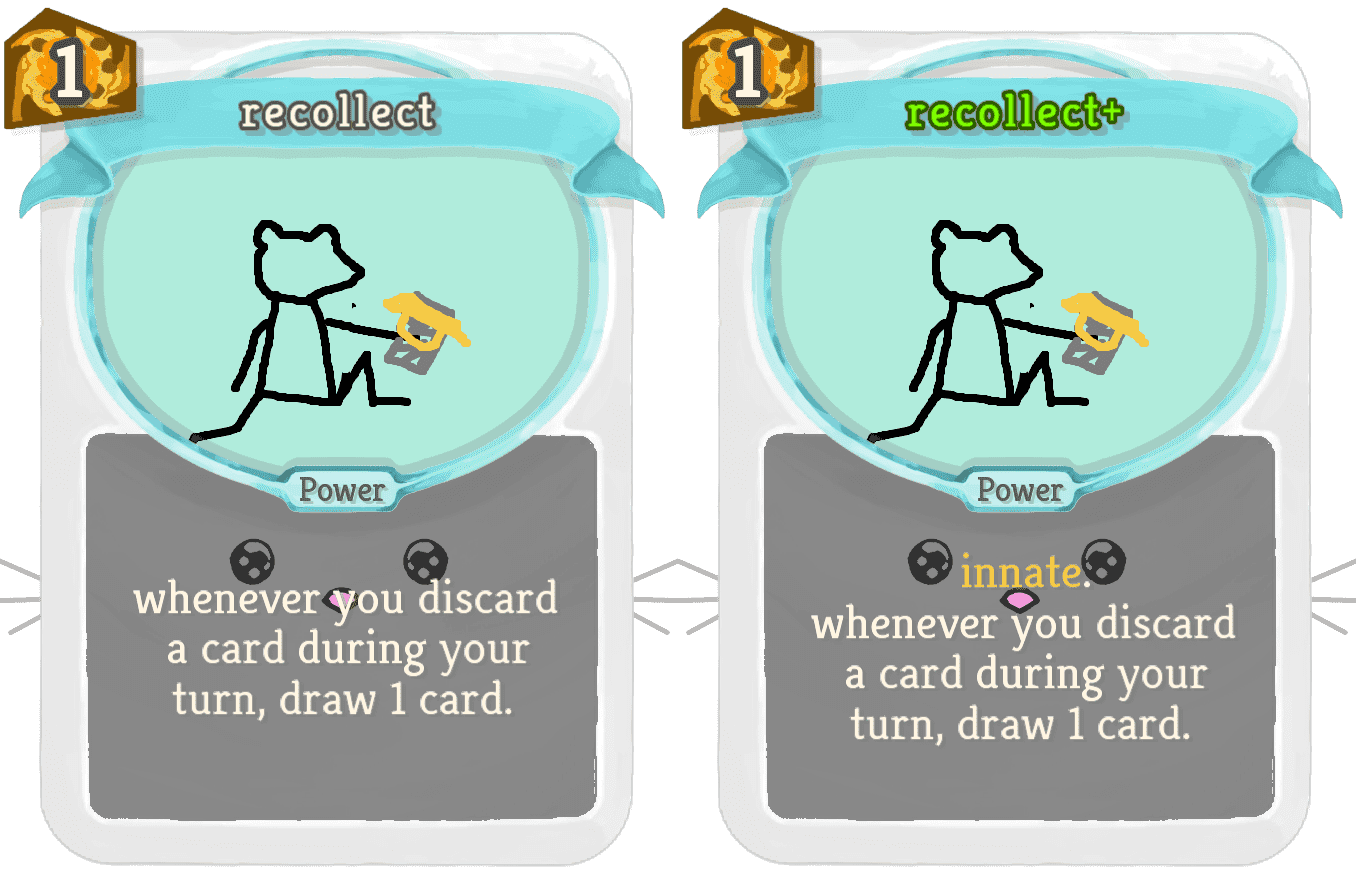 1
recollect
Power
whenever you discard
a card during your
turn, draw 1 card.
1
recollect+
Power
innate.
whenever you discard
a card during your
turn, draw 1 card.